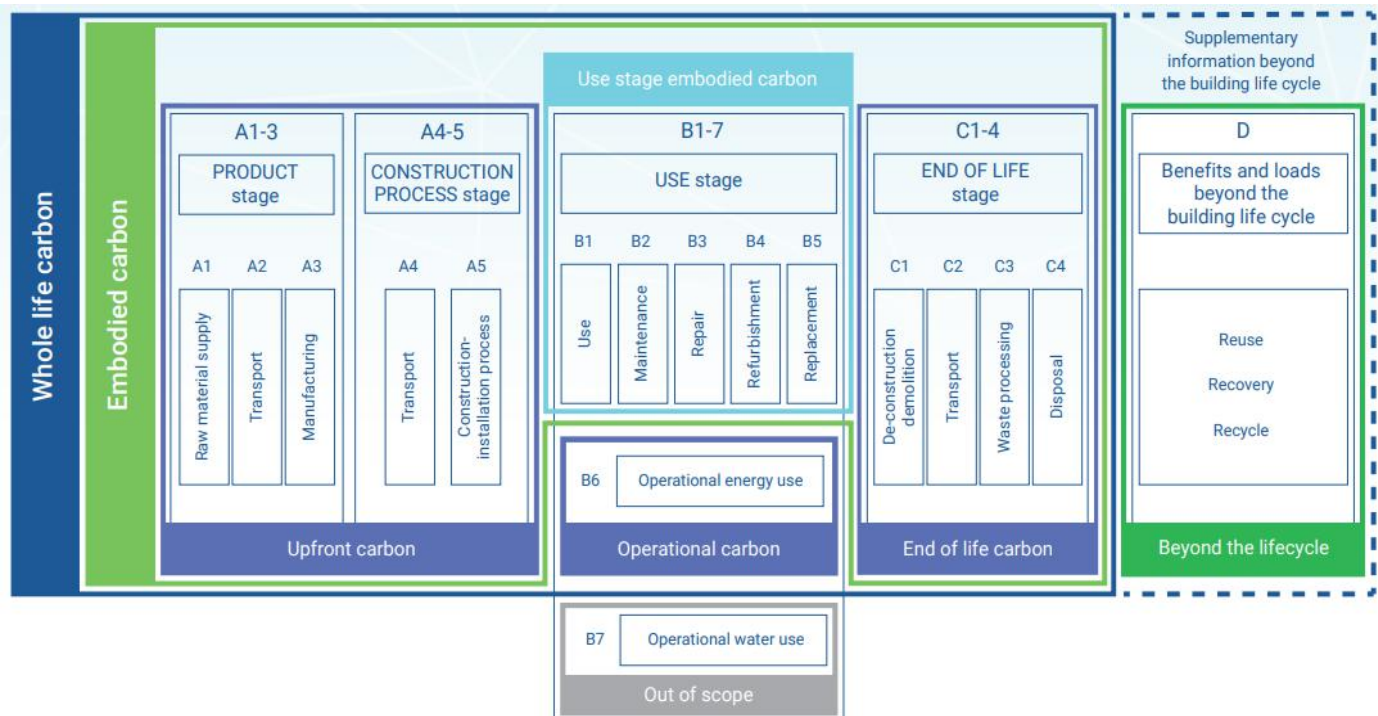 Whole life carbon
Embodied carbon
Supplementary
information beyond
the building life cycle
Use stage embodied carbon
A1-3
PRODUCT
stage
A1
A2
A3
Raw material supply
Transport
Manufacturing
A4-5
CONSTRUCTION
PROCESS stage
A4
A5
Transport
Construction-
installation process
Upfront carbon
B1-7
USE stage
B1
B2
B3
B4
B5
Use
Maintenance
Repair
Refurbishment
Replacement
B6
Operational energy use
Operational carbon
B7
Operational water use
Out of scope
C1-4
END OF LIFE
stage
C1
C2
C3
C4
De-construction
demolition
Transport
Waste processing
Disposal
End of life carbon
D
Benefits and loads
beyond the
building life cycle
Reuse
Recovery
Recycle
Beyond the lifecycle